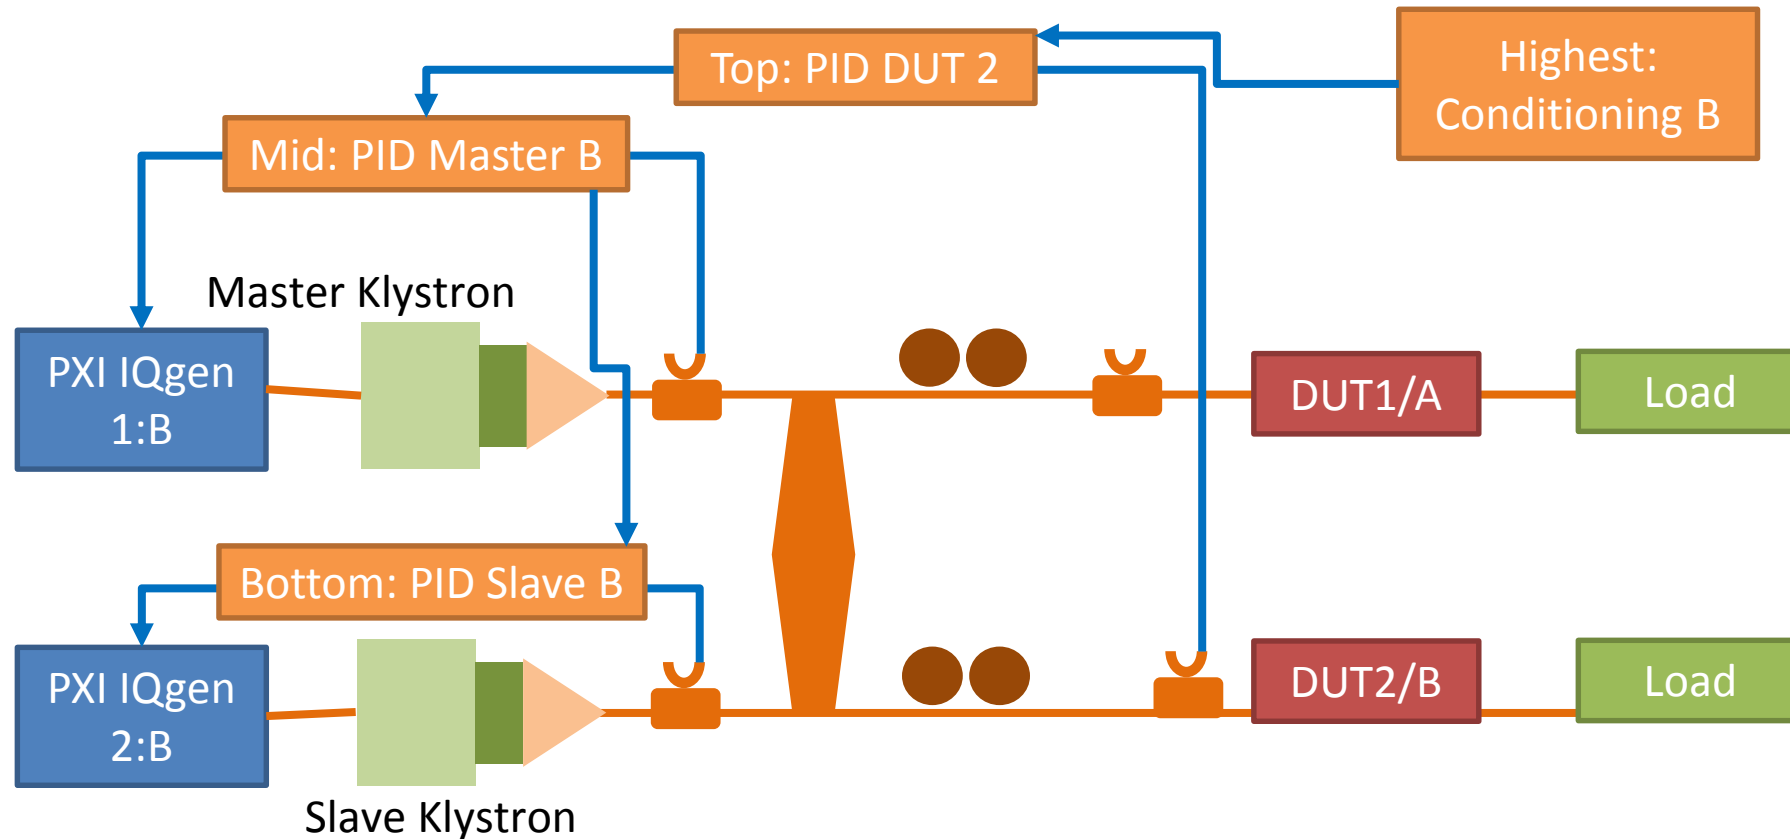 Top: PID DUT 2
Highest:
Conditioning B
Mid: PID Master B
Master Klystron
PXI IQgen
1:B
DUT1/A
Load
Bottom: PID Slave B
PXI IQgen
2:B
DUT2/B
Load
Slave Klystron